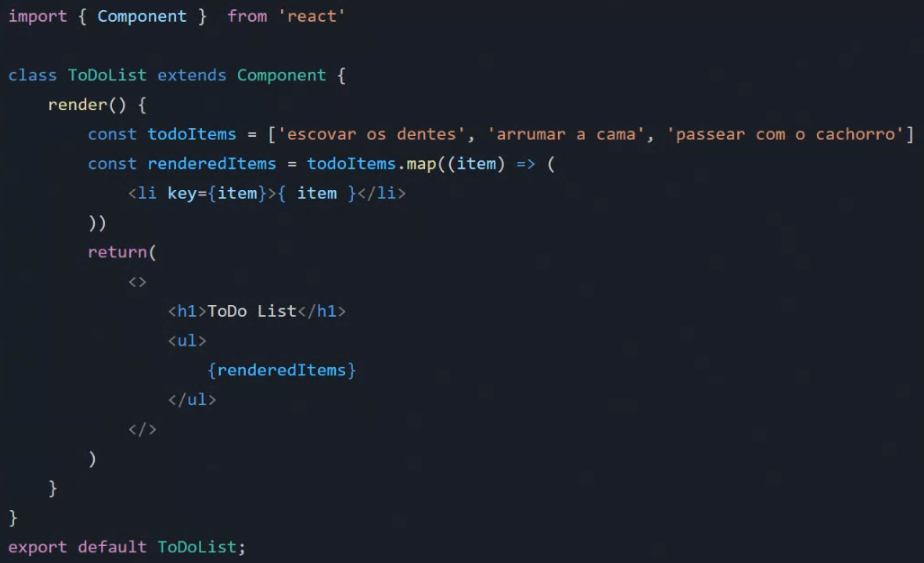 import { Component }  from 'react'

class ToDoList extends Component {
    render() {
        const todoItems = ['escovar os dentes', 'arrumar a cama', 'passear com o cachorro']
        const renderedItems = todoItems.map((item) => (
            <li key={item}>{ item }</li>
        ))
        return(
            <>
                <h1>ToDo List</h1>
                <ul>
                    {renderedItems}
                </ul>
            </>
        )
    }
}
export default ToDoList;